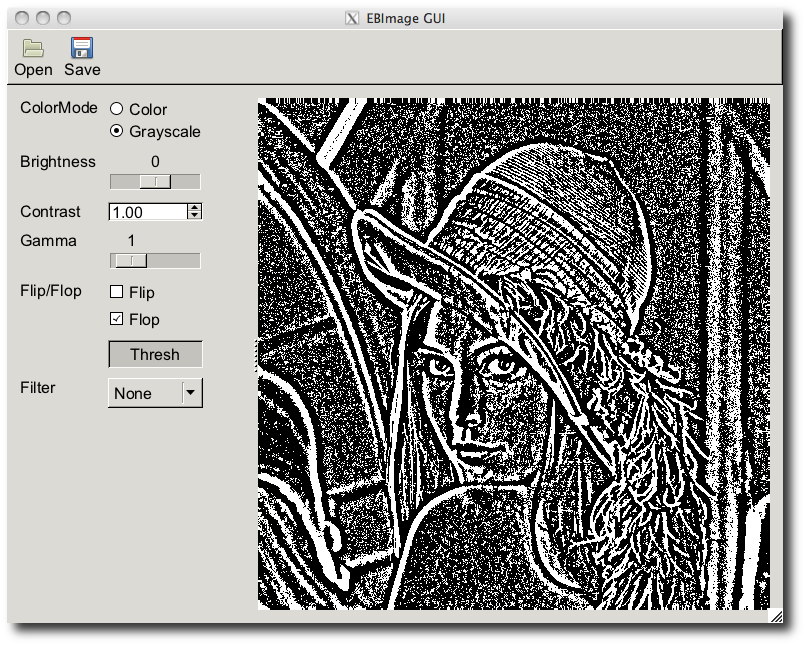 EBImage GUI
Open Save
ColorMode Color
Grayscale
Brightness 0
Contrast 1.00
Gamma 1
Flip/Flop Flip
Flop
Thresh
Filter None